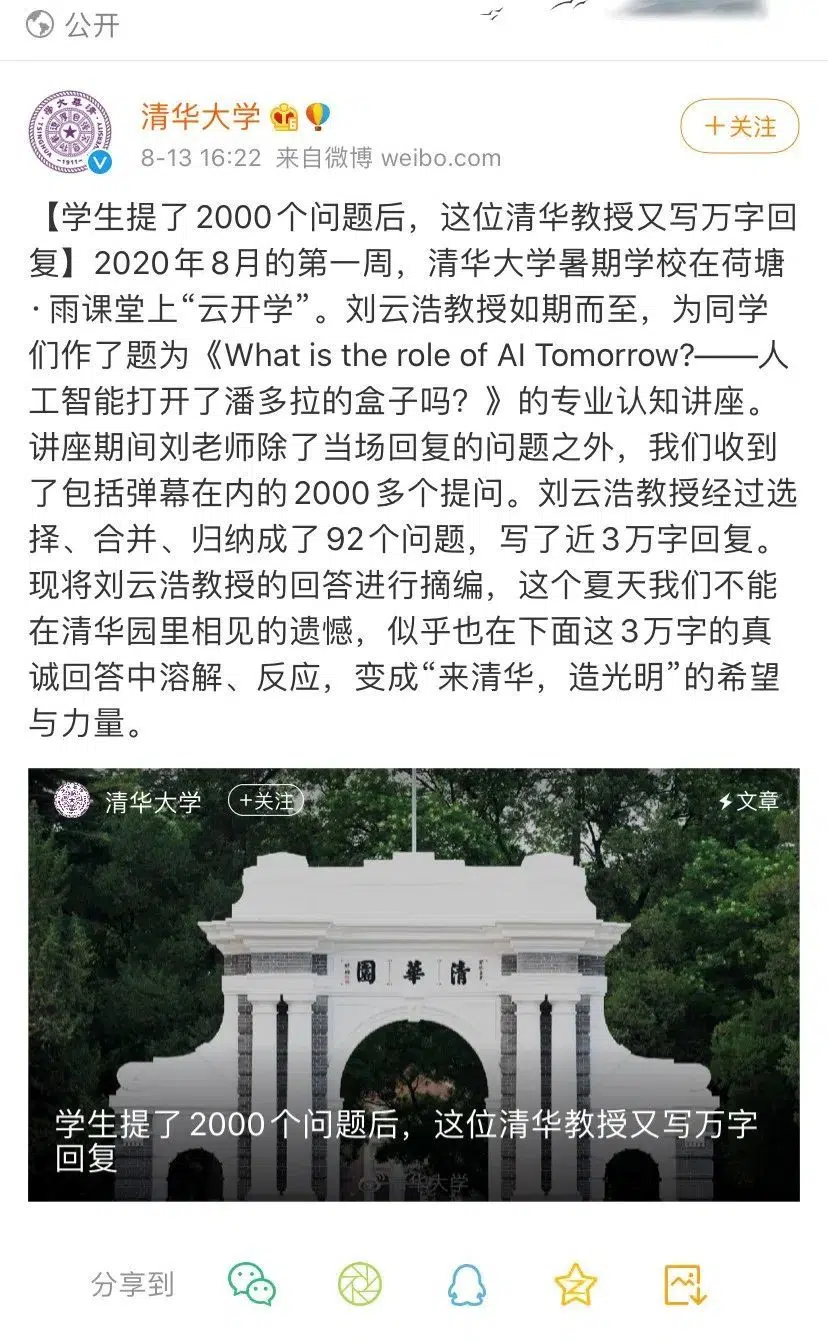 公开
清华大学
8-13 16:22 来自微博 weibo.com
+关注
【学生提了2000个问题后，这位清华教授又写万字回
复】2020年8月的第一周，清华大学暑期学校在荷塘
·雨课堂上“云开学”。刘云浩教授如期而至，为同学
们作了题为《What is the role of AI Tomorrow?——人
工智能打开了潘多拉的盒子吗？》的专业认知讲座。
讲座期间刘老师除了当场回复的问题之外，我们收到
了包括弹幕在内的2000多个提问。刘云浩教授经过选
择、合并、归纳成了92个问题，写了近3万字回复。
现将刘云浩教授的回答进行摘编，这个夏天我们不能
在清华园里相见的遗憾，似乎也在下面这3万字的真
诚回答中溶解、反应，变成“来清华，造光明”的希望
与力量。
清华大学 +关注 文章
園華清
学生提了2000个问题后，这位清华教授又写万字
回复
分享到